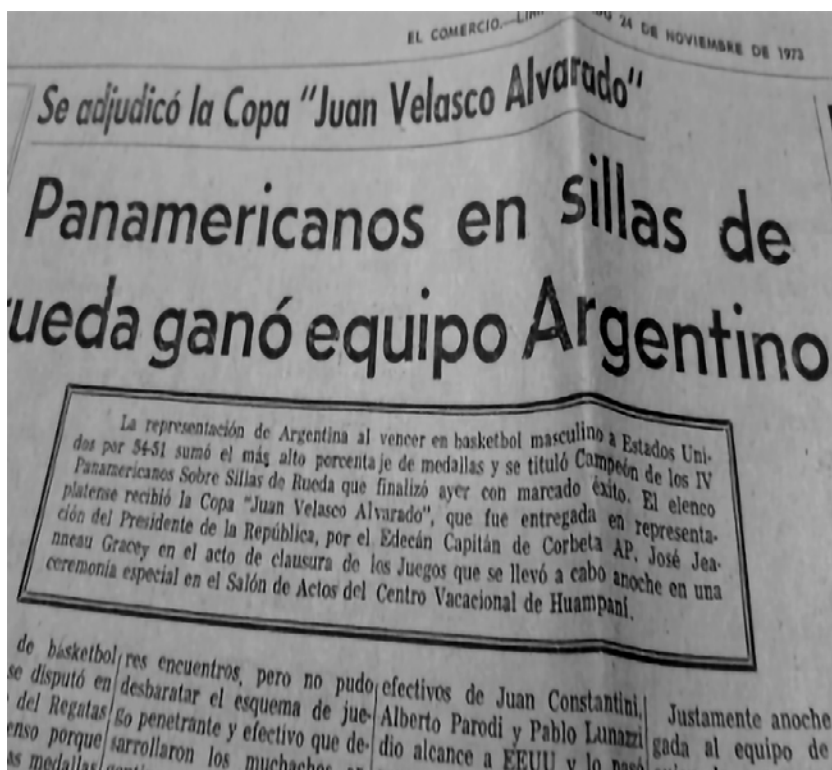 EL COMERCIO.—LIM 24 DE NOVIEMBRE DE 1973
Se adjudicó la Copa "Juan Velasco Alvarado"
Panamericanos en sillas de
rueda ganó equipo Argentino
La representación de Argentina al vencer en basketbol masculino a Estados Uni-
dos por 54-51 sumó el más alto porcentaje de medallas y se tituló Campeón de los IV
Panamericanos Sobre Sillas de Rueda que finalizó ayer con marcado éxito. El elenco
platense recibió la Copa "Juan Velasco Alvarado", que fue entregada en representa-
ción del Presidente de la República, por el Edecán Capitán de Corbeta AP. José Jea-
nneau Gracey en el acto de clausura de los Juegos que se llevó a cabo anoche en una
ceremonia especial en el Salón de Actos del Centro Vacacional de Huampaní.
de basketbol
se disputó en
del Regatas
enso porque
as medallas
res encuentros, pero no pudo
desbaratar el esquema de jue-
go penetrante y efectivo que de-
sarrollaron los muchachos
efectivos de Juan Constantini,
Alberto Parodi y Pablo Lunazzi
dio alcance a EEUU y lo pasó
Justamente anoche
gada al equipo de